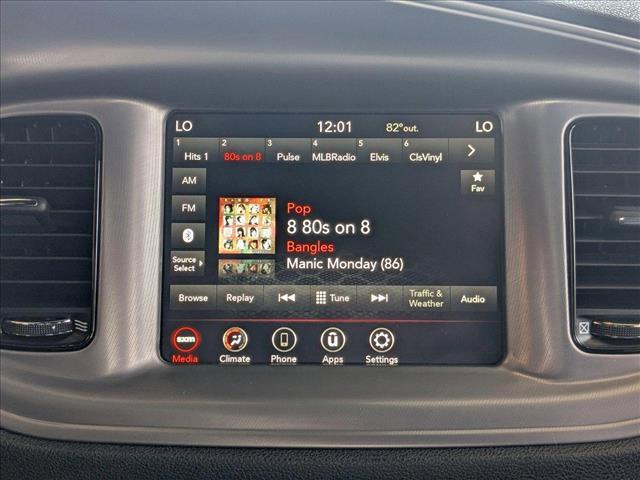 LO 12:01 82°out. LO
1 2 3 4 5 6
Hits 1 80s on 8 Pulse MLBRadio Elvis ClsVinyl
AM
Fav
FM
Pop
8 80s on 8
Bangles
Manic Monday (86)
Source
Select
Browse Replay Tune Traffic & Weather Audio
sxm
Media Climate Phone Apps Settings